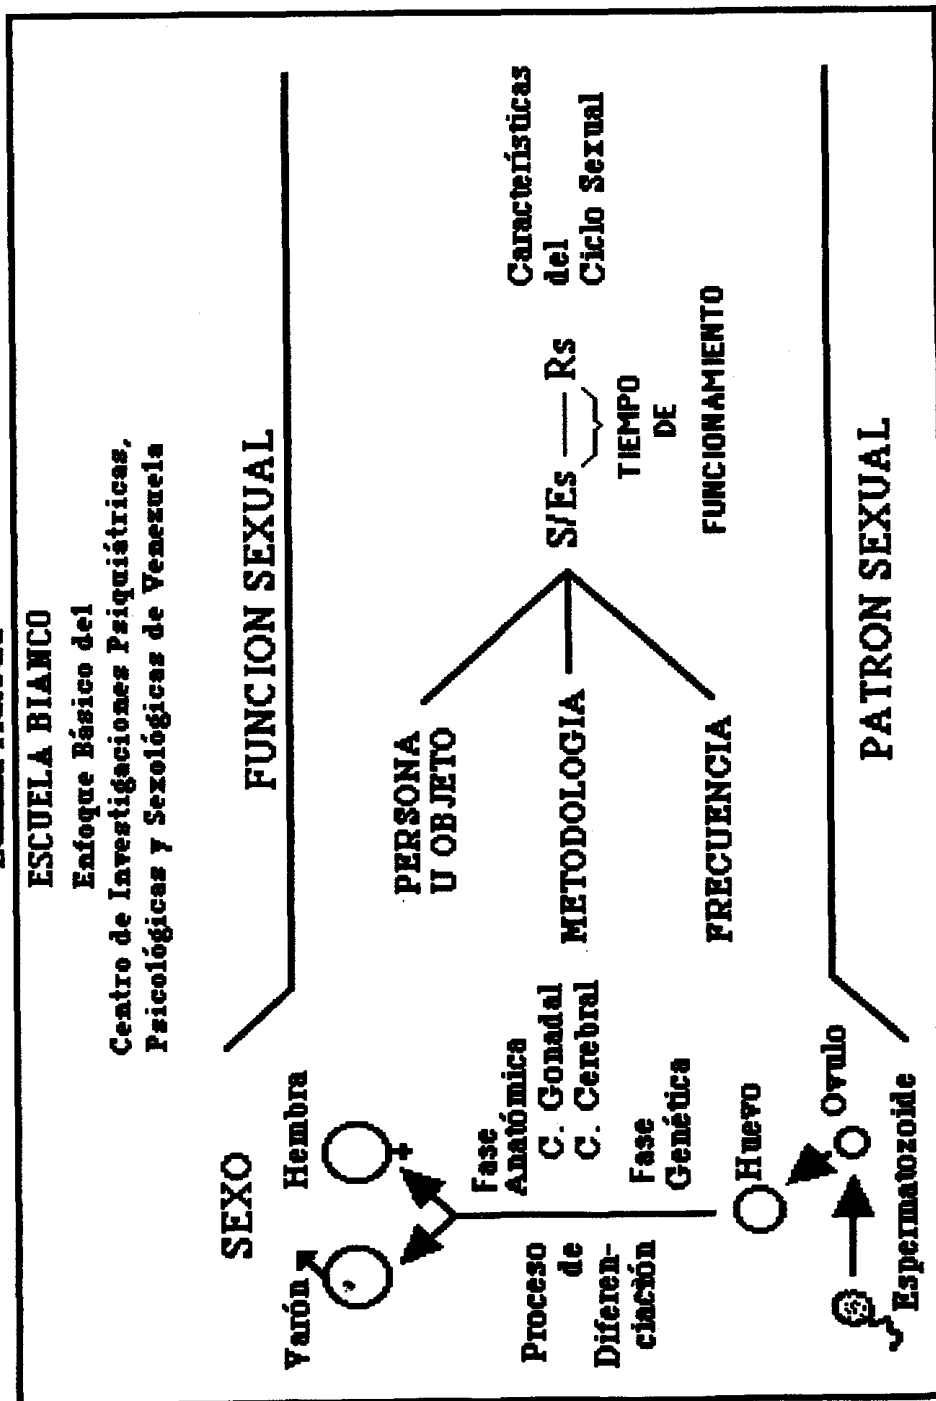 ESCUELA BIANCO
Enfoque Básico del
Centro de Investigaciones Psiquiátricas,
Psicológicas y Sexológicas de Venezuela
SEXO
FUNCION SEXUAL
Varón
Hembra
Proceso
de
Diferen-
ciación
Fase
Anatómica
C. Gonadal
C. Cerebral
Fase
Genética
Huevo
Ovulo
Espermatozoide
PERSONA
U OBJETO
METODOLOGIA
FRECUENCIA
S/Es
Rs
TIEMPO
DE
FUNCIONAMIENTO
Características
del
Ciclo Sexual
PATRON SEXUAL